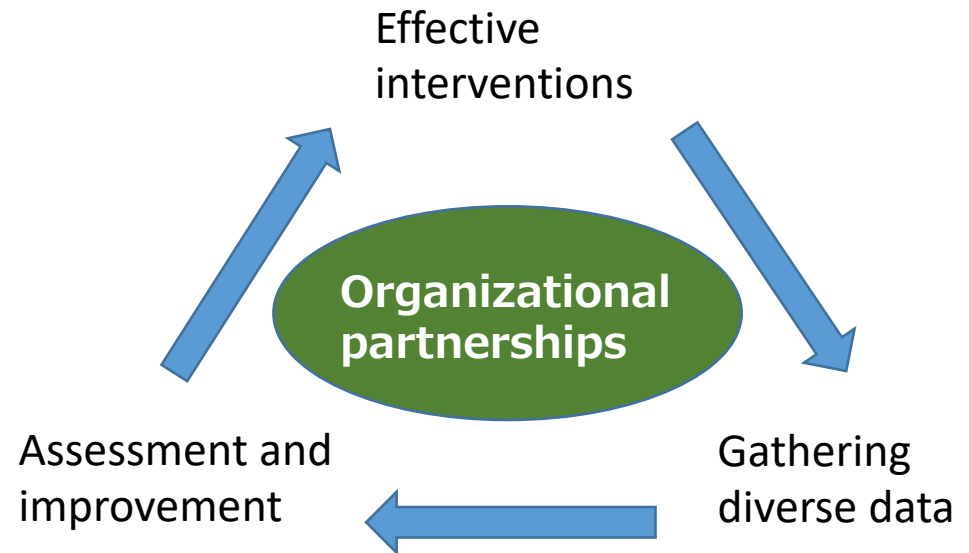 Effective
interventions
Organizational
partnerships
Assessment and
improvement
Gathering
diverse data